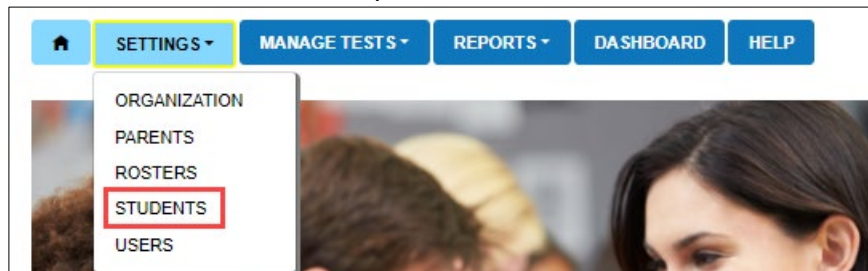 SETTINGS MANAGE TESTS REPORTS DASHBOARD HELP
ORGANIZATION
PARENTS
ROSTERS
STUDENTS
USERS